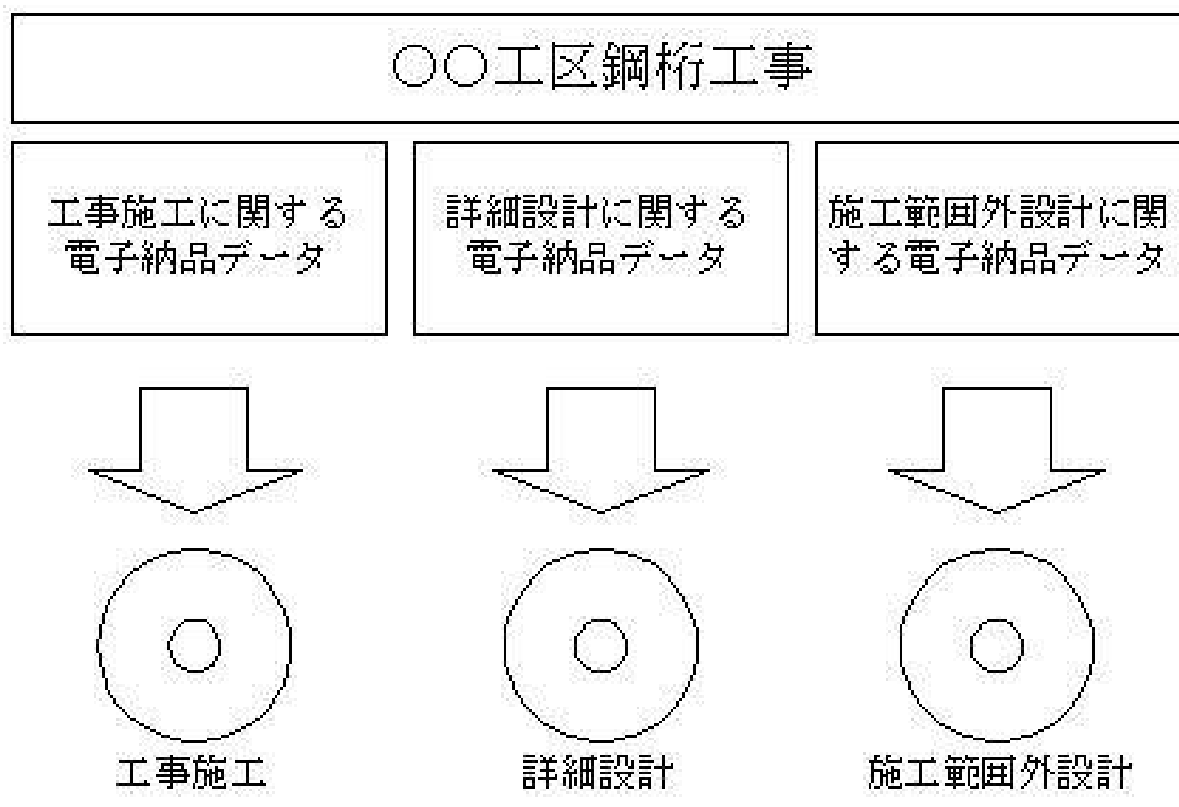 ○○工区鋼桁工事
工事施工に関する
電子納品データ
詳細設計に関する
電子納品データ
施工範囲外設計に関
する電子納品データ
工事施工
詳細設計
施工範囲外設計